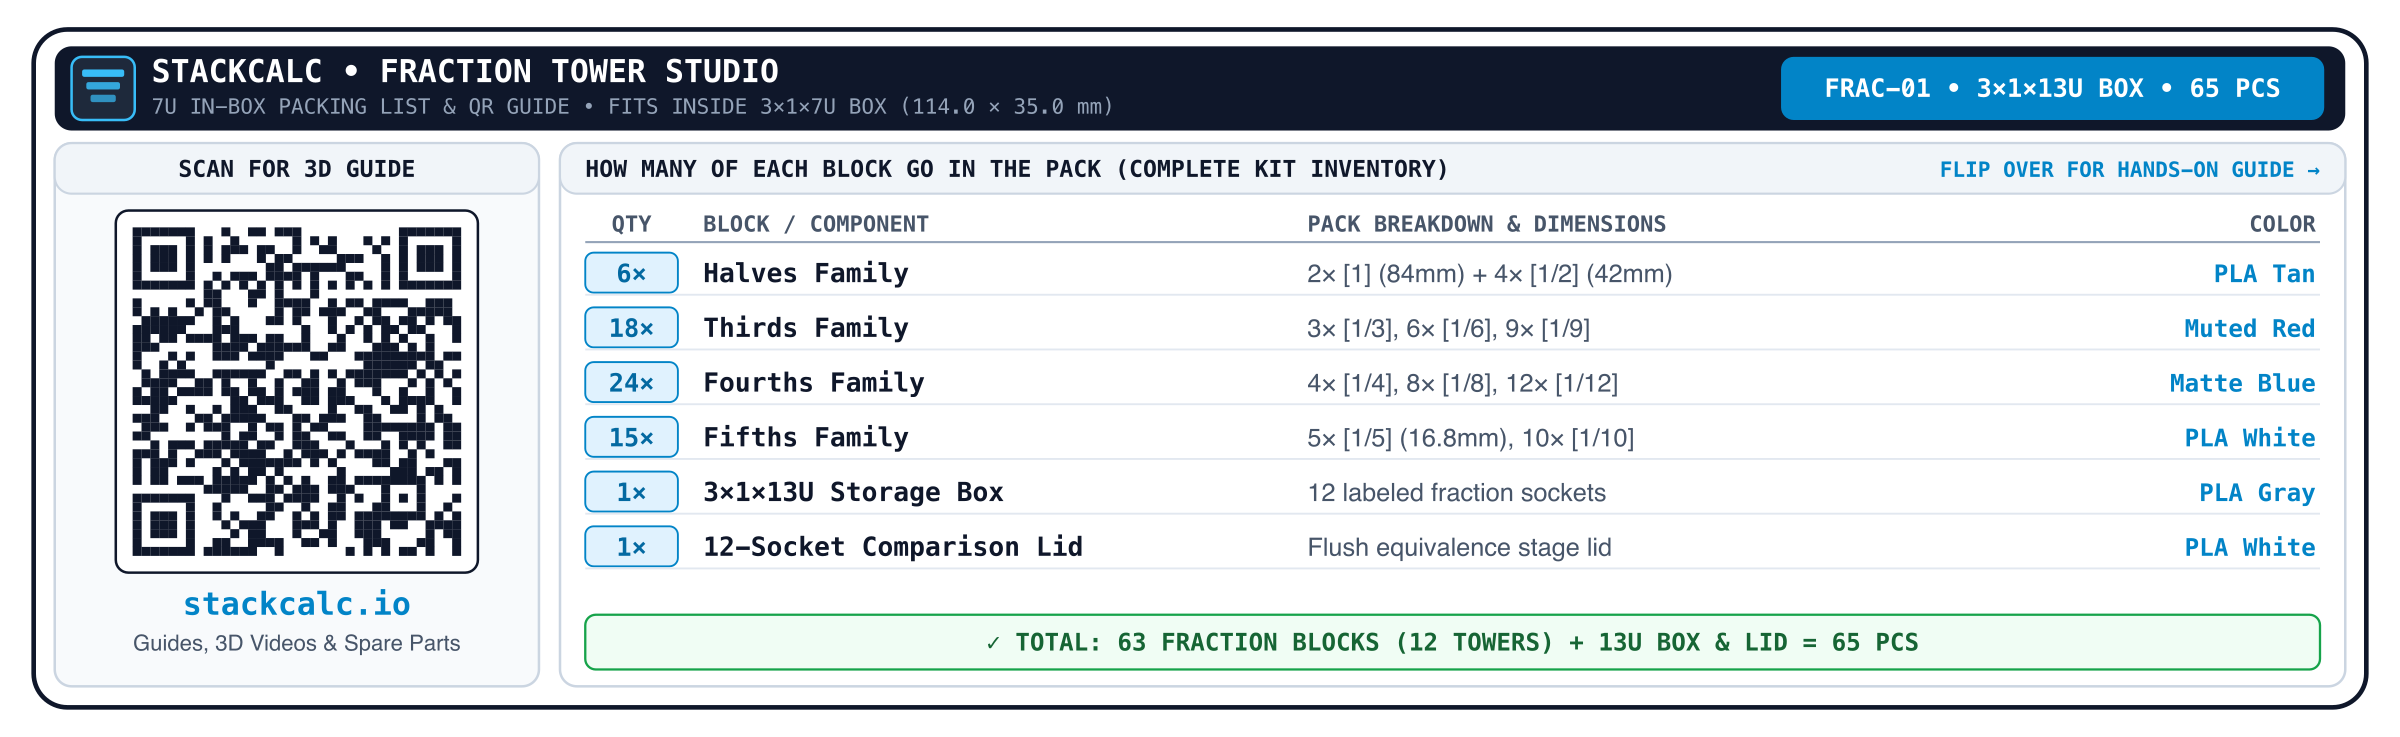 STACKCALC • FRACTION TOWER STUDIO
7U IN-BOX PACKING LIST & QR GUIDE • FITS INSIDE 3×1×7U BOX (114.0 × 35.0 mm)
FRAC-01 • 3×1×13U BOX • 65 PCS
SCAN FOR 3D GUIDE
stackcalc.io
Guides, 3D Videos & Spare Parts
HOW MANY OF EACH BLOCK GO IN THE PACK (COMPLETE KIT INVENTORY)
FLIP OVER FOR HANDS-ON GUIDE →
QTY BLOCK / COMPONENT PACK BREAKDOWN & DIMENSIONS COLOR
6× Halves Family 2× [1] (84mm) + 4× [1/2] (42mm) PLA Tan
18× Thirds Family 3× [1/3], 6× [1/6], 9× [1/9] Muted Red
24× Fourths Family 4× [1/4], 8× [1/8], 12× [1/12] Matte Blue
15× Fifths Family 5× [1/5] (16.8mm), 10× [1/10] PLA White
1× 3×1×13U Storage Box 12 labeled fraction sockets PLA Gray
1× 12-Socket Comparison Lid Flush equivalence stage lid PLA White
✓ TOTAL: 63 FRACTION BLOCKS (12 TOWERS) + 13U BOX & LID = 65 PCS